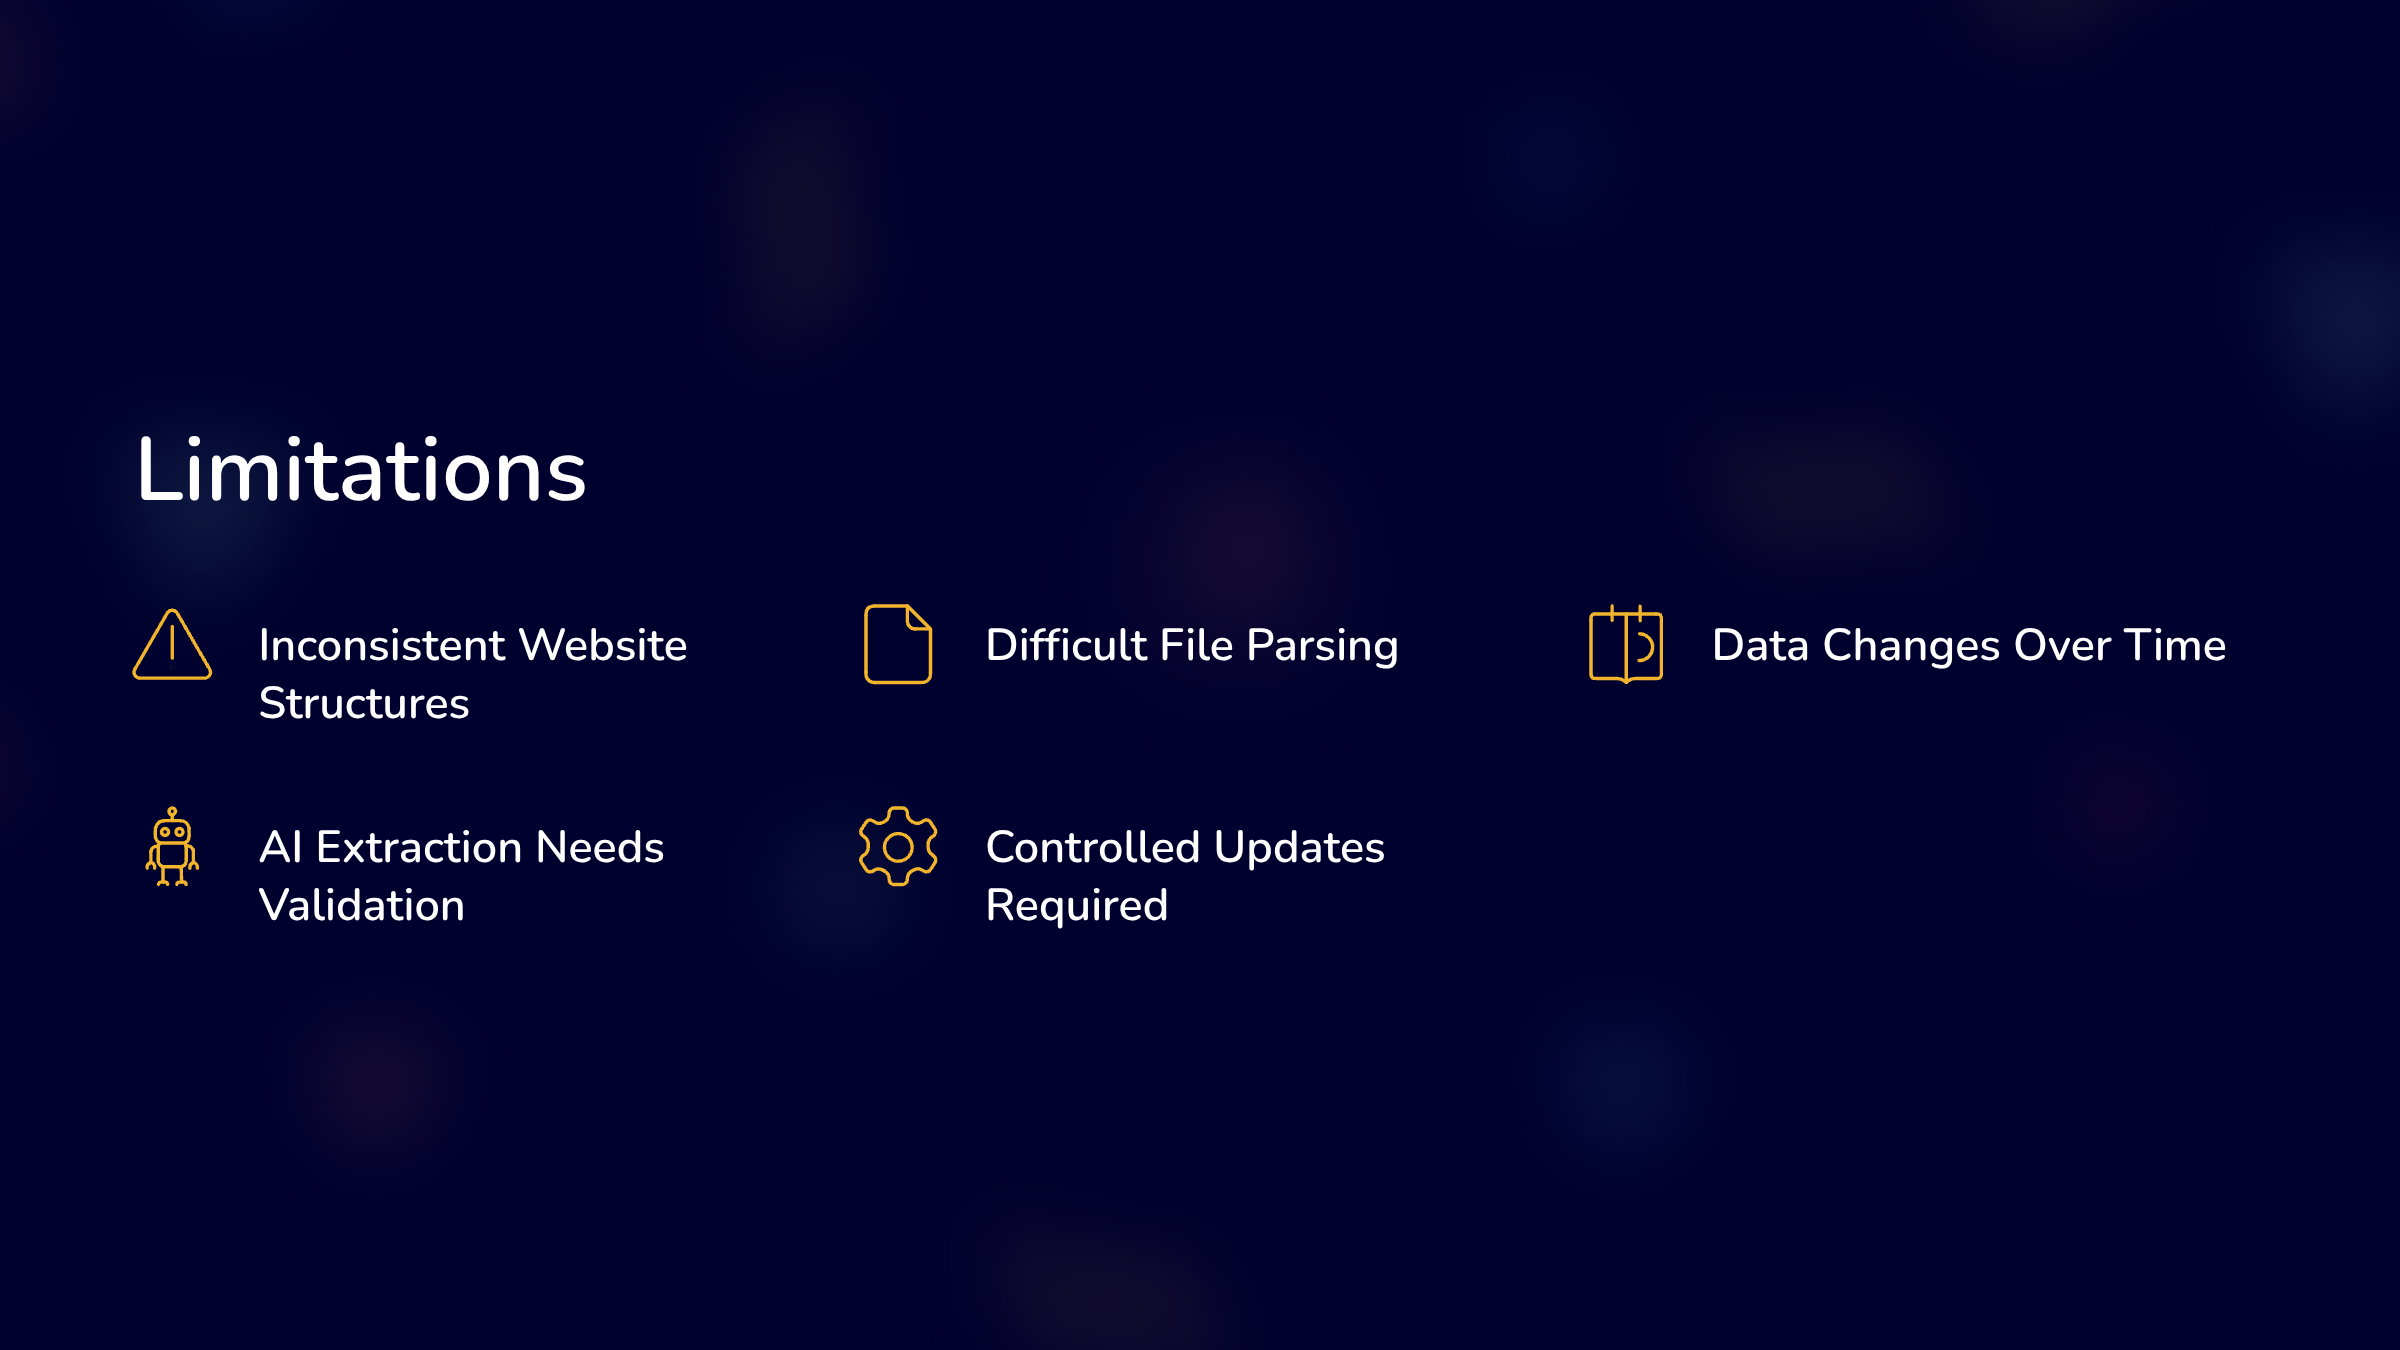 Limitations
Inconsistent Website
Structures
Difficult File Parsing
Data Changes Over Time
AI Extraction Needs
Validation
Controlled Updates
Required